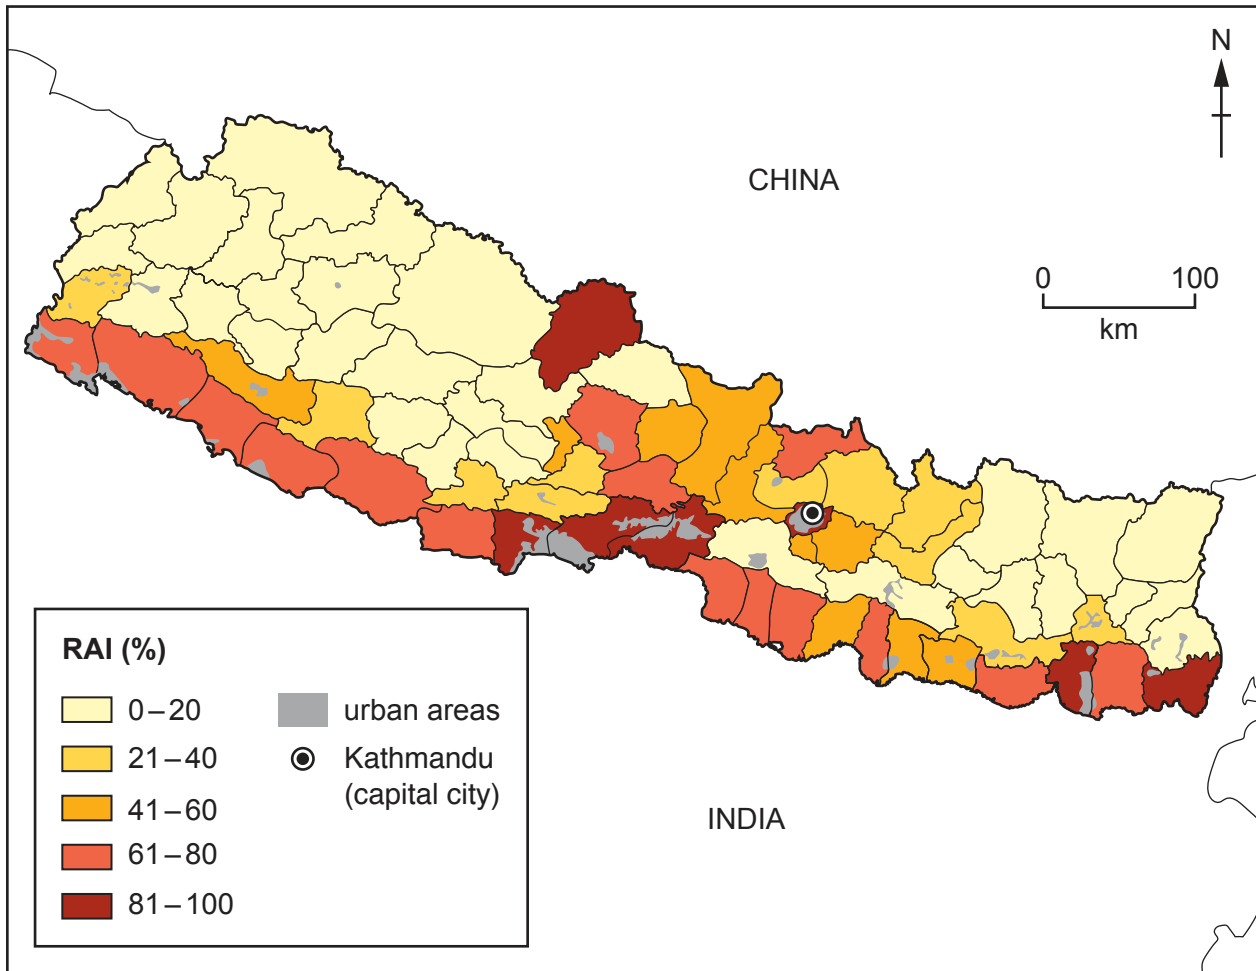 N
CHINA
0 100
km
RAI (%)
0–20
21–40
41–60
61–80
81–100
urban areas
Kathmandu
(capital city)
INDIA